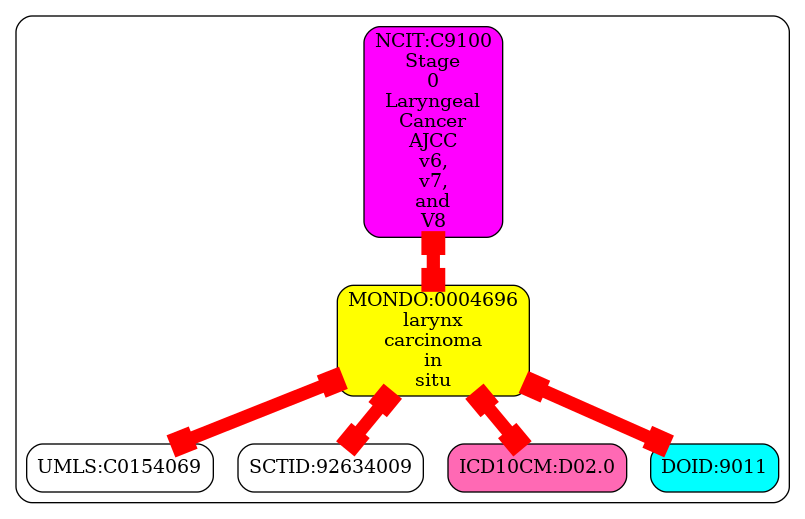 NCIT:C9100
Stage
0
Laryngeal
Cancer
AJCC
v6,
v7,
and
V8
MONDO:0004696
larynx
carcinoma
in
situ
UMLS:C0154069
SCTID:92634009
ICD10CM:D02.0
DOID:9011